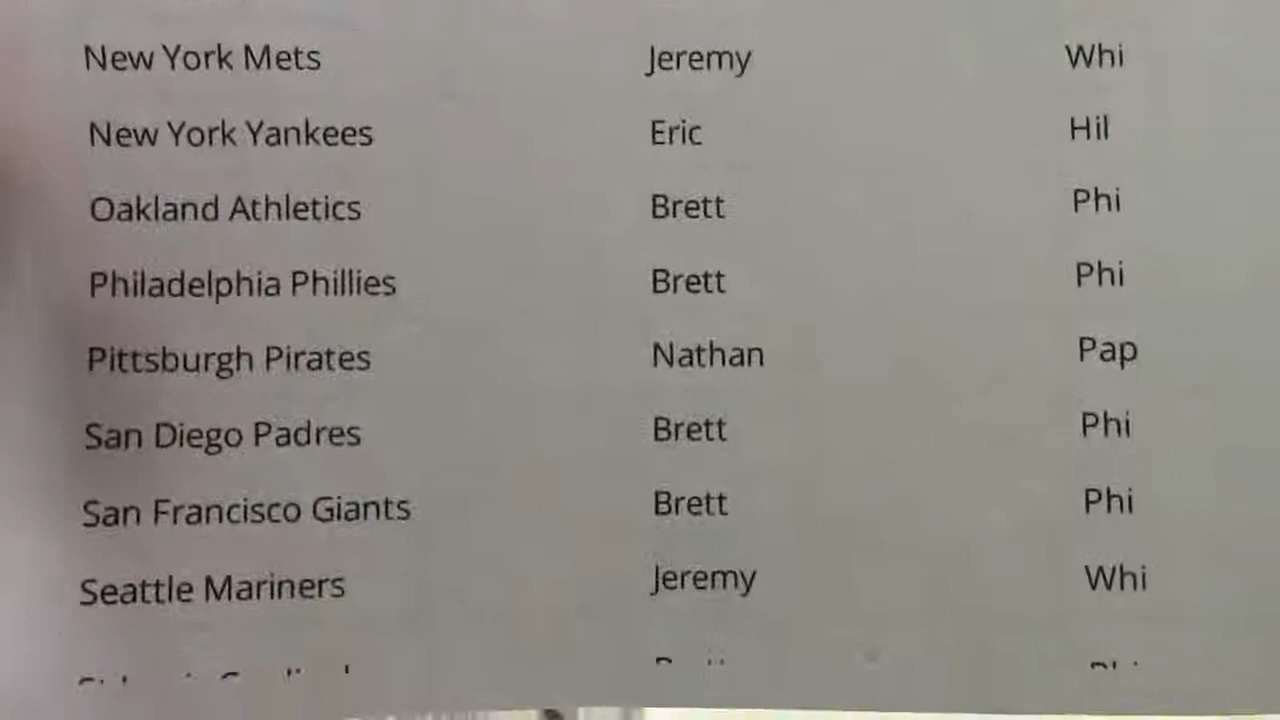 New York Mets Jeremy Whi
New York Yankees Eric Hil
Oakland Athletics Brett Phi
Philadelphia Phillies Brett Phi
Pittsburgh Pirates Nathan Pap
San Diego Padres Brett Phi
San Francisco Giants Brett Phi
Seattle Mariners Jeremy Whi